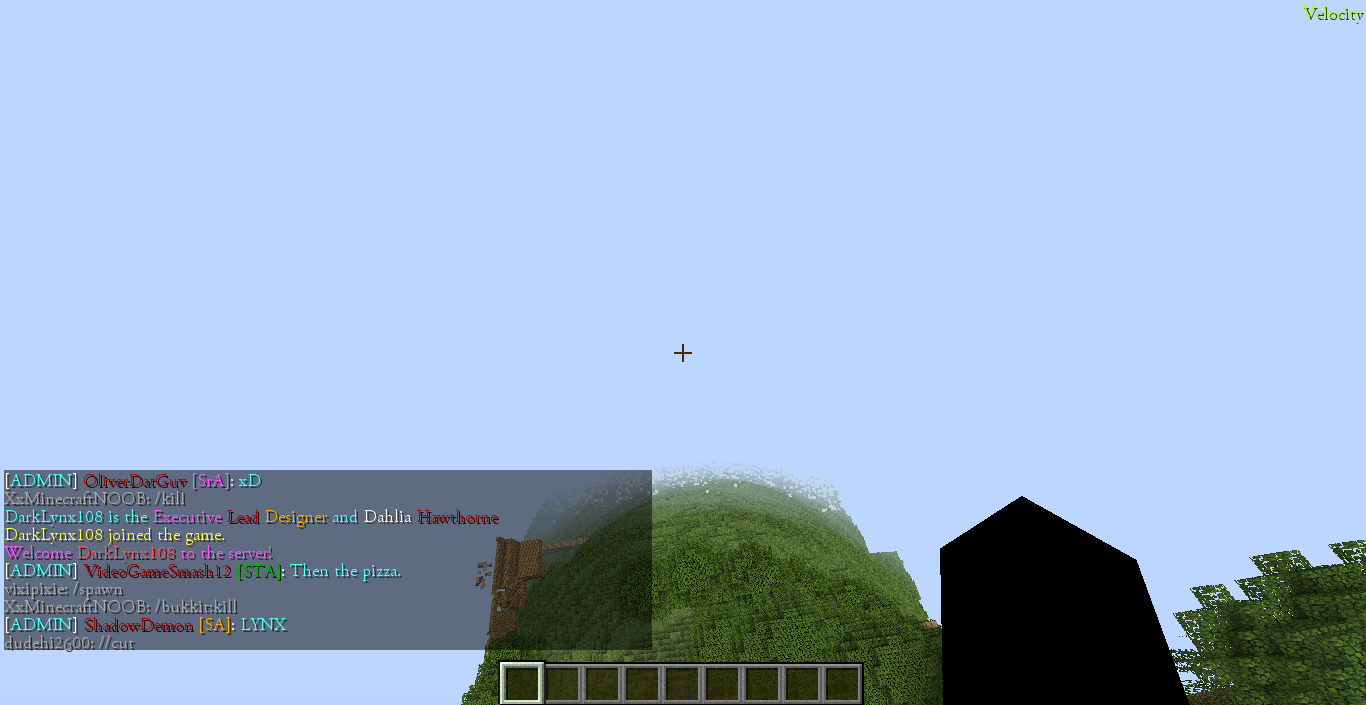 Velocity
[ADMIN] OliverDatGuy [SrA]: xD
XxMinecraftNOOB: /kill
DarkLynx108 is the Executive Lead Designer and Dahlia Hawthorne
DarkLynx108 joined the game.
Welcome DarkLynx108 to the server!
[ADMIN] VideoGameSmash12 [STA]: Then the pizza.
vixipixie: /spawn
XxMinecraftNOOB: /bukkit:kill
[ADMIN] ShadowDemon [SA]: LYNX
dudehi2600: //cut